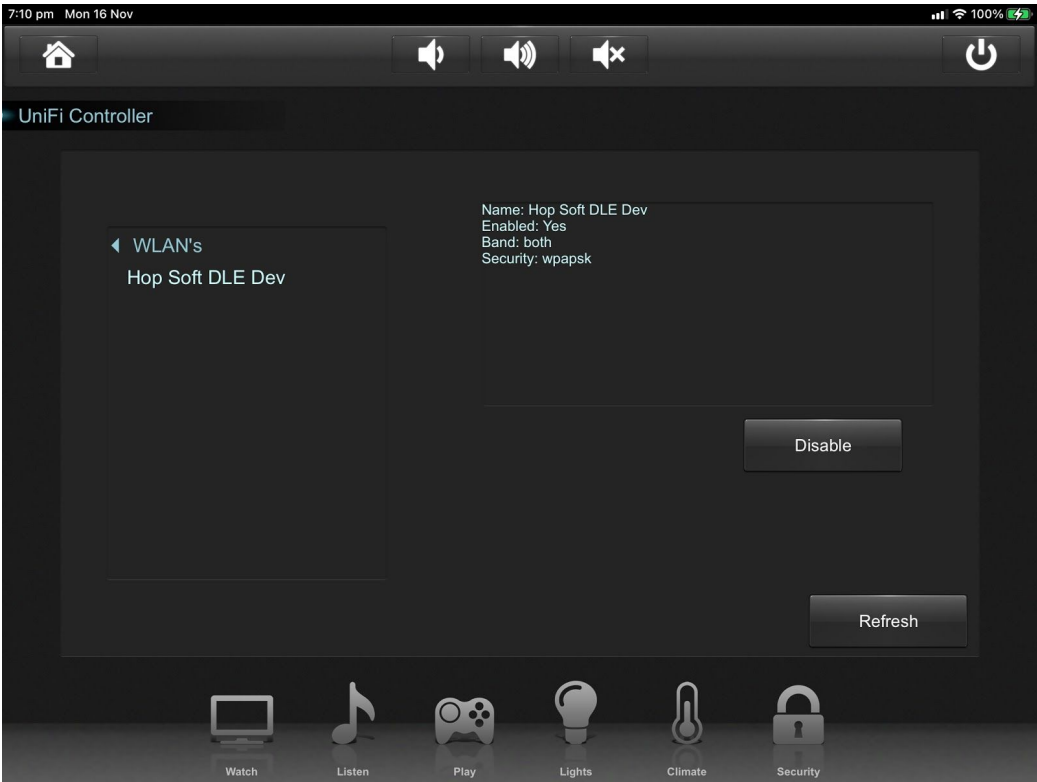 7:10 pm Mon 16 Nov 100%
UniFi Controller
WLAN's
Hop Soft DLE Dev
Name: Hop Soft DLE Dev
Enabled: Yes
Band: both
Security: wpapsk
Disable
Refresh
Watch Listen Play Lights Climate Security